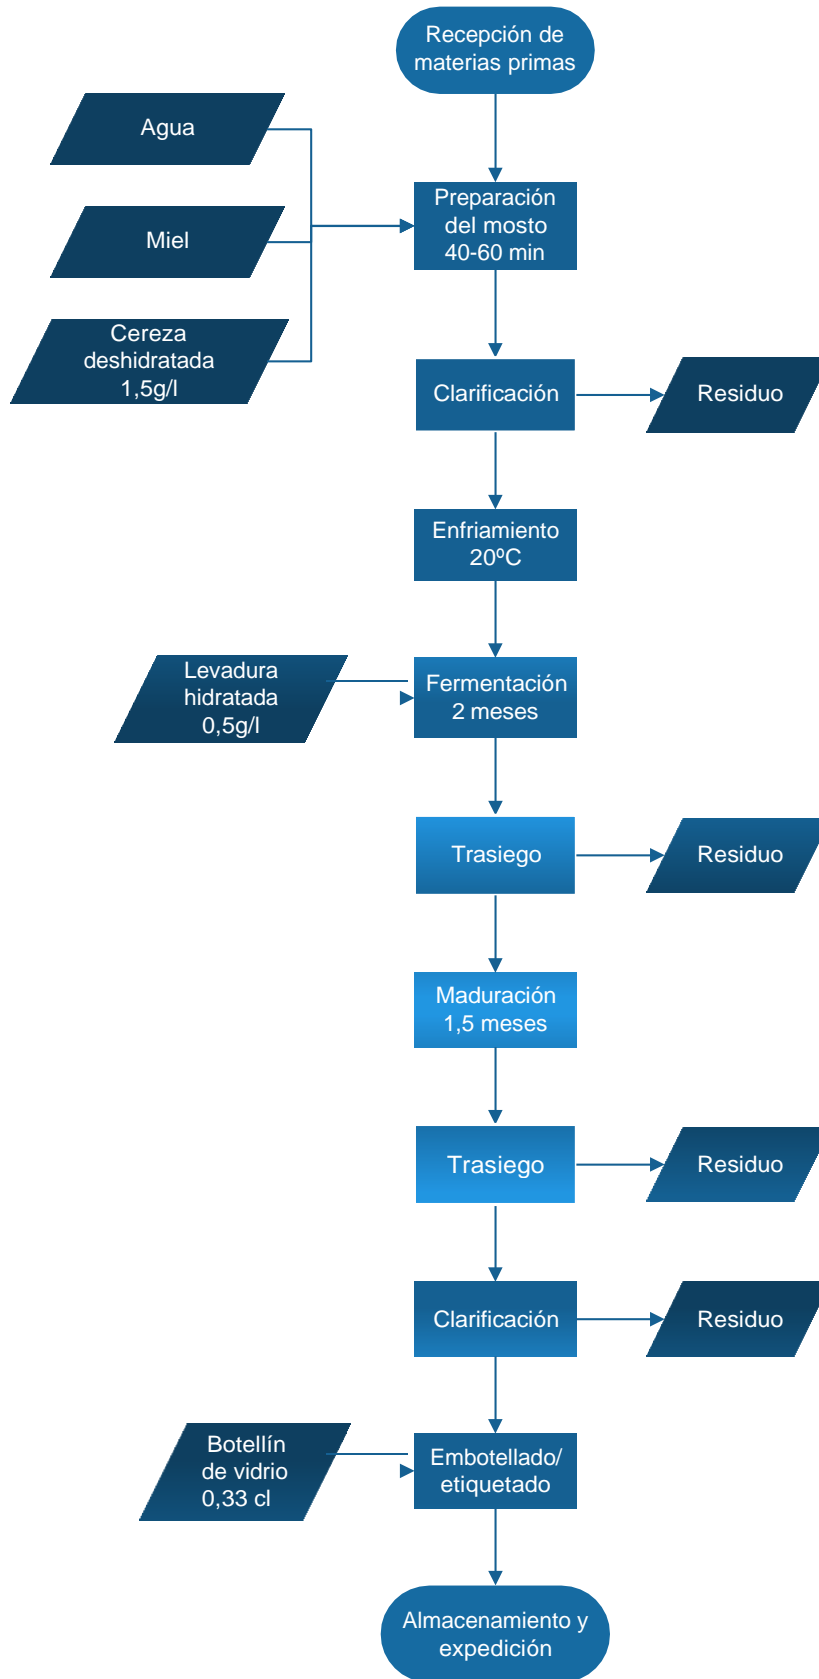 Recepción de
materias primas
Agua
Miel
Cereza
deshidratada
1,5g/l
Preparación
del mosto
40-60 min
Clarificación
Residuo
Enfriamiento
20ºC
Levadura
hidratada
0,5g/l
Fermentación
2 meses
Trasiego
Residuo
Maduración
1,5 meses
Trasiego
Residuo
Clarificación
Residuo
Botellín
de vidrio
0,33 cl
Embotellado/
etiquetado
Almacenamiento y
expedición